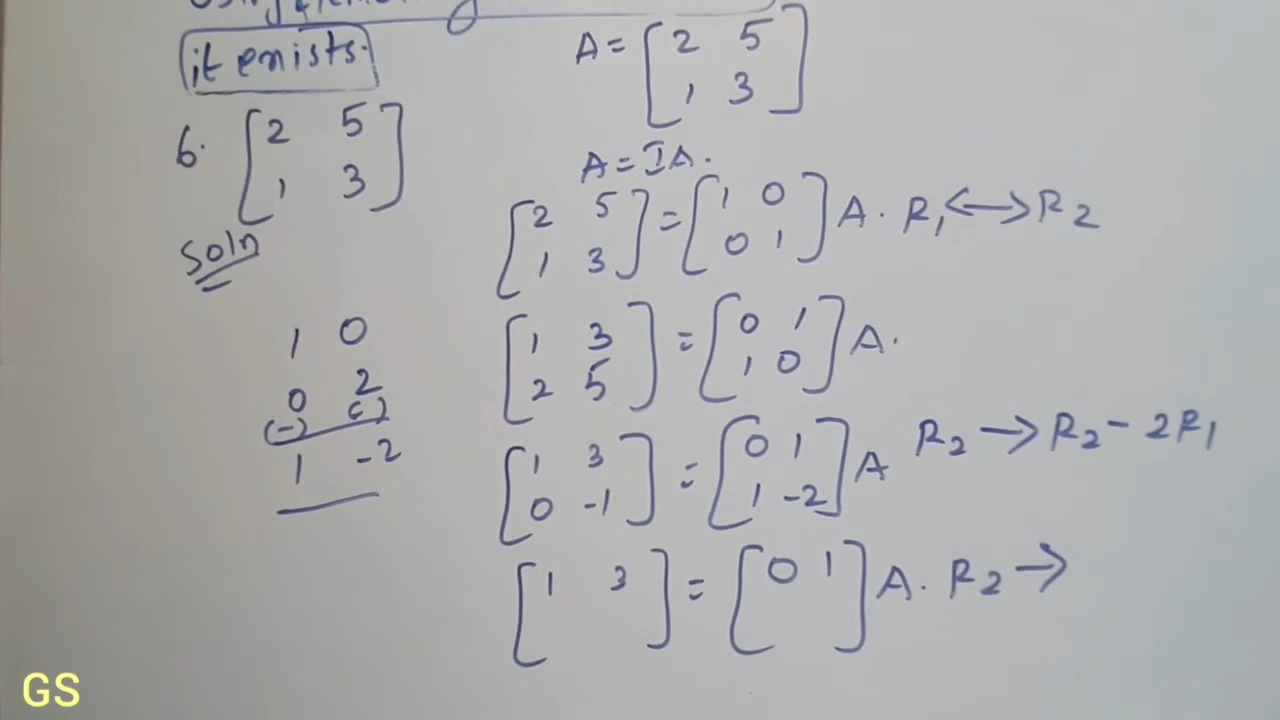 it exists.
A = [2 5
1 3]
6. [2 5
1 3]
A = IA.
Soln
[2 5
1 3] = [1 0
0 1] A. R1 ↔ R2
1 0
0 2
(-) (-)
1 -2
[1 3
2 5] = [0 1
1 0] A.
[1 3
0 -1] = [0 1
1 -2] A R2 → R2 - 2R1
[1 3
] = [0 1
] A. R2 →
GS